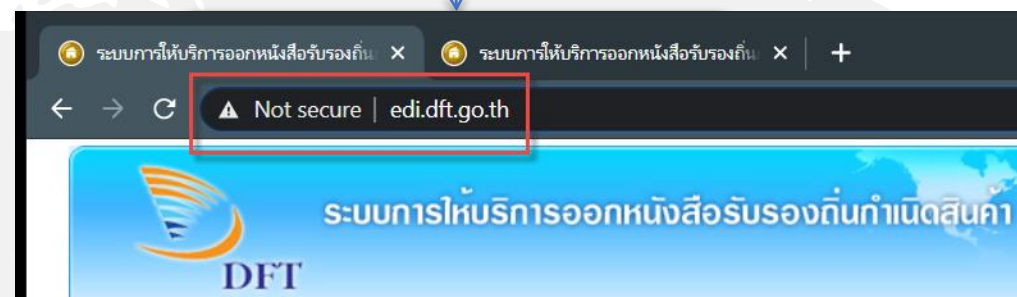 ระบบการให้บริการออกหนังสือรับรองถิ่น ระบบการให้บริการออกหนังสือรับรองถิ่น
Not secure | edi.dft.go.th
ระบบการให้บริการออกหนังสือรับรองถิ่นกำเนิดสินค้า
DFT